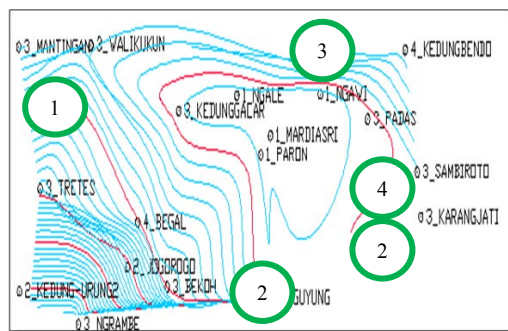 3
3_MANTINGAN
3_WALIKUKUN
4_KEDUNGBENDO
1
1_NGALE
1_NGAWI
3_KEDUNGGACAR
3_PADAS
1_MARDIASRI
1_PARON
3_SAMBIROTO
3_TRETES
4
4_BEGAL
3_KARANGJATI
2
2_JOGOROGO
3_BEKOH
2_KEDUNG-URUNG2
2
GUYUNG
3_NGRAMBE